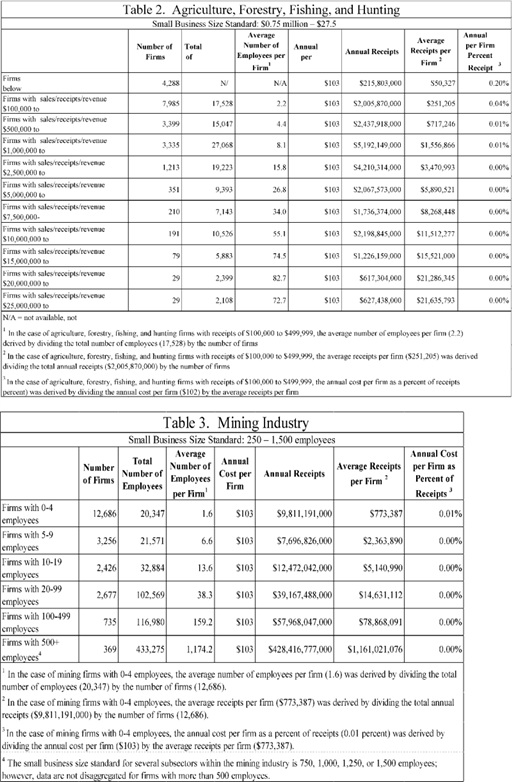 Table 2. Agriculture, Forestry, Fishing, and Hunting
Small Business Size Standard: $0.75 million – $27.5
Number of Firms Total of Average Number of Employees per Firm¹ Annual per Annual Receipts Average Receipts per Firm ² Annual per Firm Percent Receipt ³
Firms below 4,288 N/ N/A $103 $215,803,000 $50,327 0.20%
Firms with sales/receipts/revenue $100,000 to 7,985 17,528 2.2 $103 $2,005,870,000 $251,205 0.04%
Firms with sales/receipts/revenue $500,000 to 3,399 15,047 4.4 $103 $2,437,918,000 $717,246 0.01%
Firms with sales/receipts/revenue $1,000,000 to 3,335 27,068 8.1 $103 $5,192,149,000 $1,556,866 0.01%
Firms with sales/receipts/revenue $2,500,000 to 1,213 19,223 15.8 $103 $4,210,314,000 $3,470,993 0.00%
Firms with sales/receipts/revenue $5,000,000 to 351 9,393 26.8 $103 $2,067,573,000 $5,890,521 0.00%
Firms with sales/receipts/revenue $7,500,000- 210 7,143 34.0 $103 $1,736,374,000 $8,268,448 0.00%
Firms with sales/receipts/revenue $10,000,000 to 191 10,526 55.1 $103 $2,198,845,000 $11,512,277 0.00%
Firms with sales/receipts/revenue $15,000,000 to 79 5,883 74.5 $103 $1,226,159,000 $15,521,000 0.00%
Firms with sales/receipts/revenue $20,000,000 to 29 2,399 82.7 $103 $617,304,000 $21,286,345 0.00%
Firms with sales/receipts/revenue $25,000,000 to 29 2,108 72.7 $103 $627,438,000 $21,635,793 0.00%
N/A = not available, not
¹ In the case of agriculture, forestry, fishing, and hunting firms with receipts of $100,000 to $499,999, the average number of employees per firm (2.2)
derived by dividing the total number of employees (17,528) by the number of firms
² In the case of agriculture, forestry, fishing, and hunting firms with receipts of $100,000 to $499,999, the average receipts per firm ($251,205) was derived
dividing the total annual receipts ($2,005,870,000) by the number of firms
³ In the case of agriculture, forestry, fishing, and hunting firms with receipts of $100,000 to $499,999, the annual cost per firm as a percent of receipts
percent) was derived by dividing the annual cost per firm ($102) by the average receipts per firm
Table 3. Mining Industry
Small Business Size Standard: 250 – 1,500 employees
Number of Firms Total Number of Employees Average Number of Employees per Firm¹ Annual Cost per Firm Annual Receipts Average Receipts per Firm ² Annual Cost per Firm as Percent of Receipts ³
Firms with 0-4 employees 12,686 20,347 1.6 $103 $9,811,191,000 $773,387 0.01%
Firms with 5-9 employees 3,256 21,571 6.6 $103 $7,696,826,000 $2,363,890 0.00%
Firms with 10-19 employees 2,426 32,884 13.6 $103 $12,472,042,000 $5,140,990 0.00%
Firms with 20-99 employees 2,677 102,569 38.3 $103 $39,167,488,000 $14,631,112 0.00%
Firms with 100-499 employees 735 116,980 159.2 $103 $57,968,047,000 $78,868,091 0.00%
Firms with 500+ employees⁴ 369 433,275 1,174.2 $103 $428,416,777,000 $1,161,021,076 0.00%
¹ In the case of mining firms with 0-4 employees, the average number of employees per firm (1.6) was derived by dividing the total
number of employees (20,347) by the number of firms (12,686).
² In the case of mining firms with 0-4 employees, the average receipts per firm ($773,387) was derived by dividing the total annual
receipts ($9,811,191,000) by the number of firms (12,686).
³ In the case of mining firms with 0-4 employees, the annual cost per firm as a percent of receipts (0.01 percent) was derived by
dividing the annual cost per firm ($103) by the average receipts per firm ($773,387).
⁴ The small business size standard for several subsectors within the mining industry is 750, 1,000, 1,250, or 1,500 employees;
however, data are not disaggregated for firms with more than 500 employees.